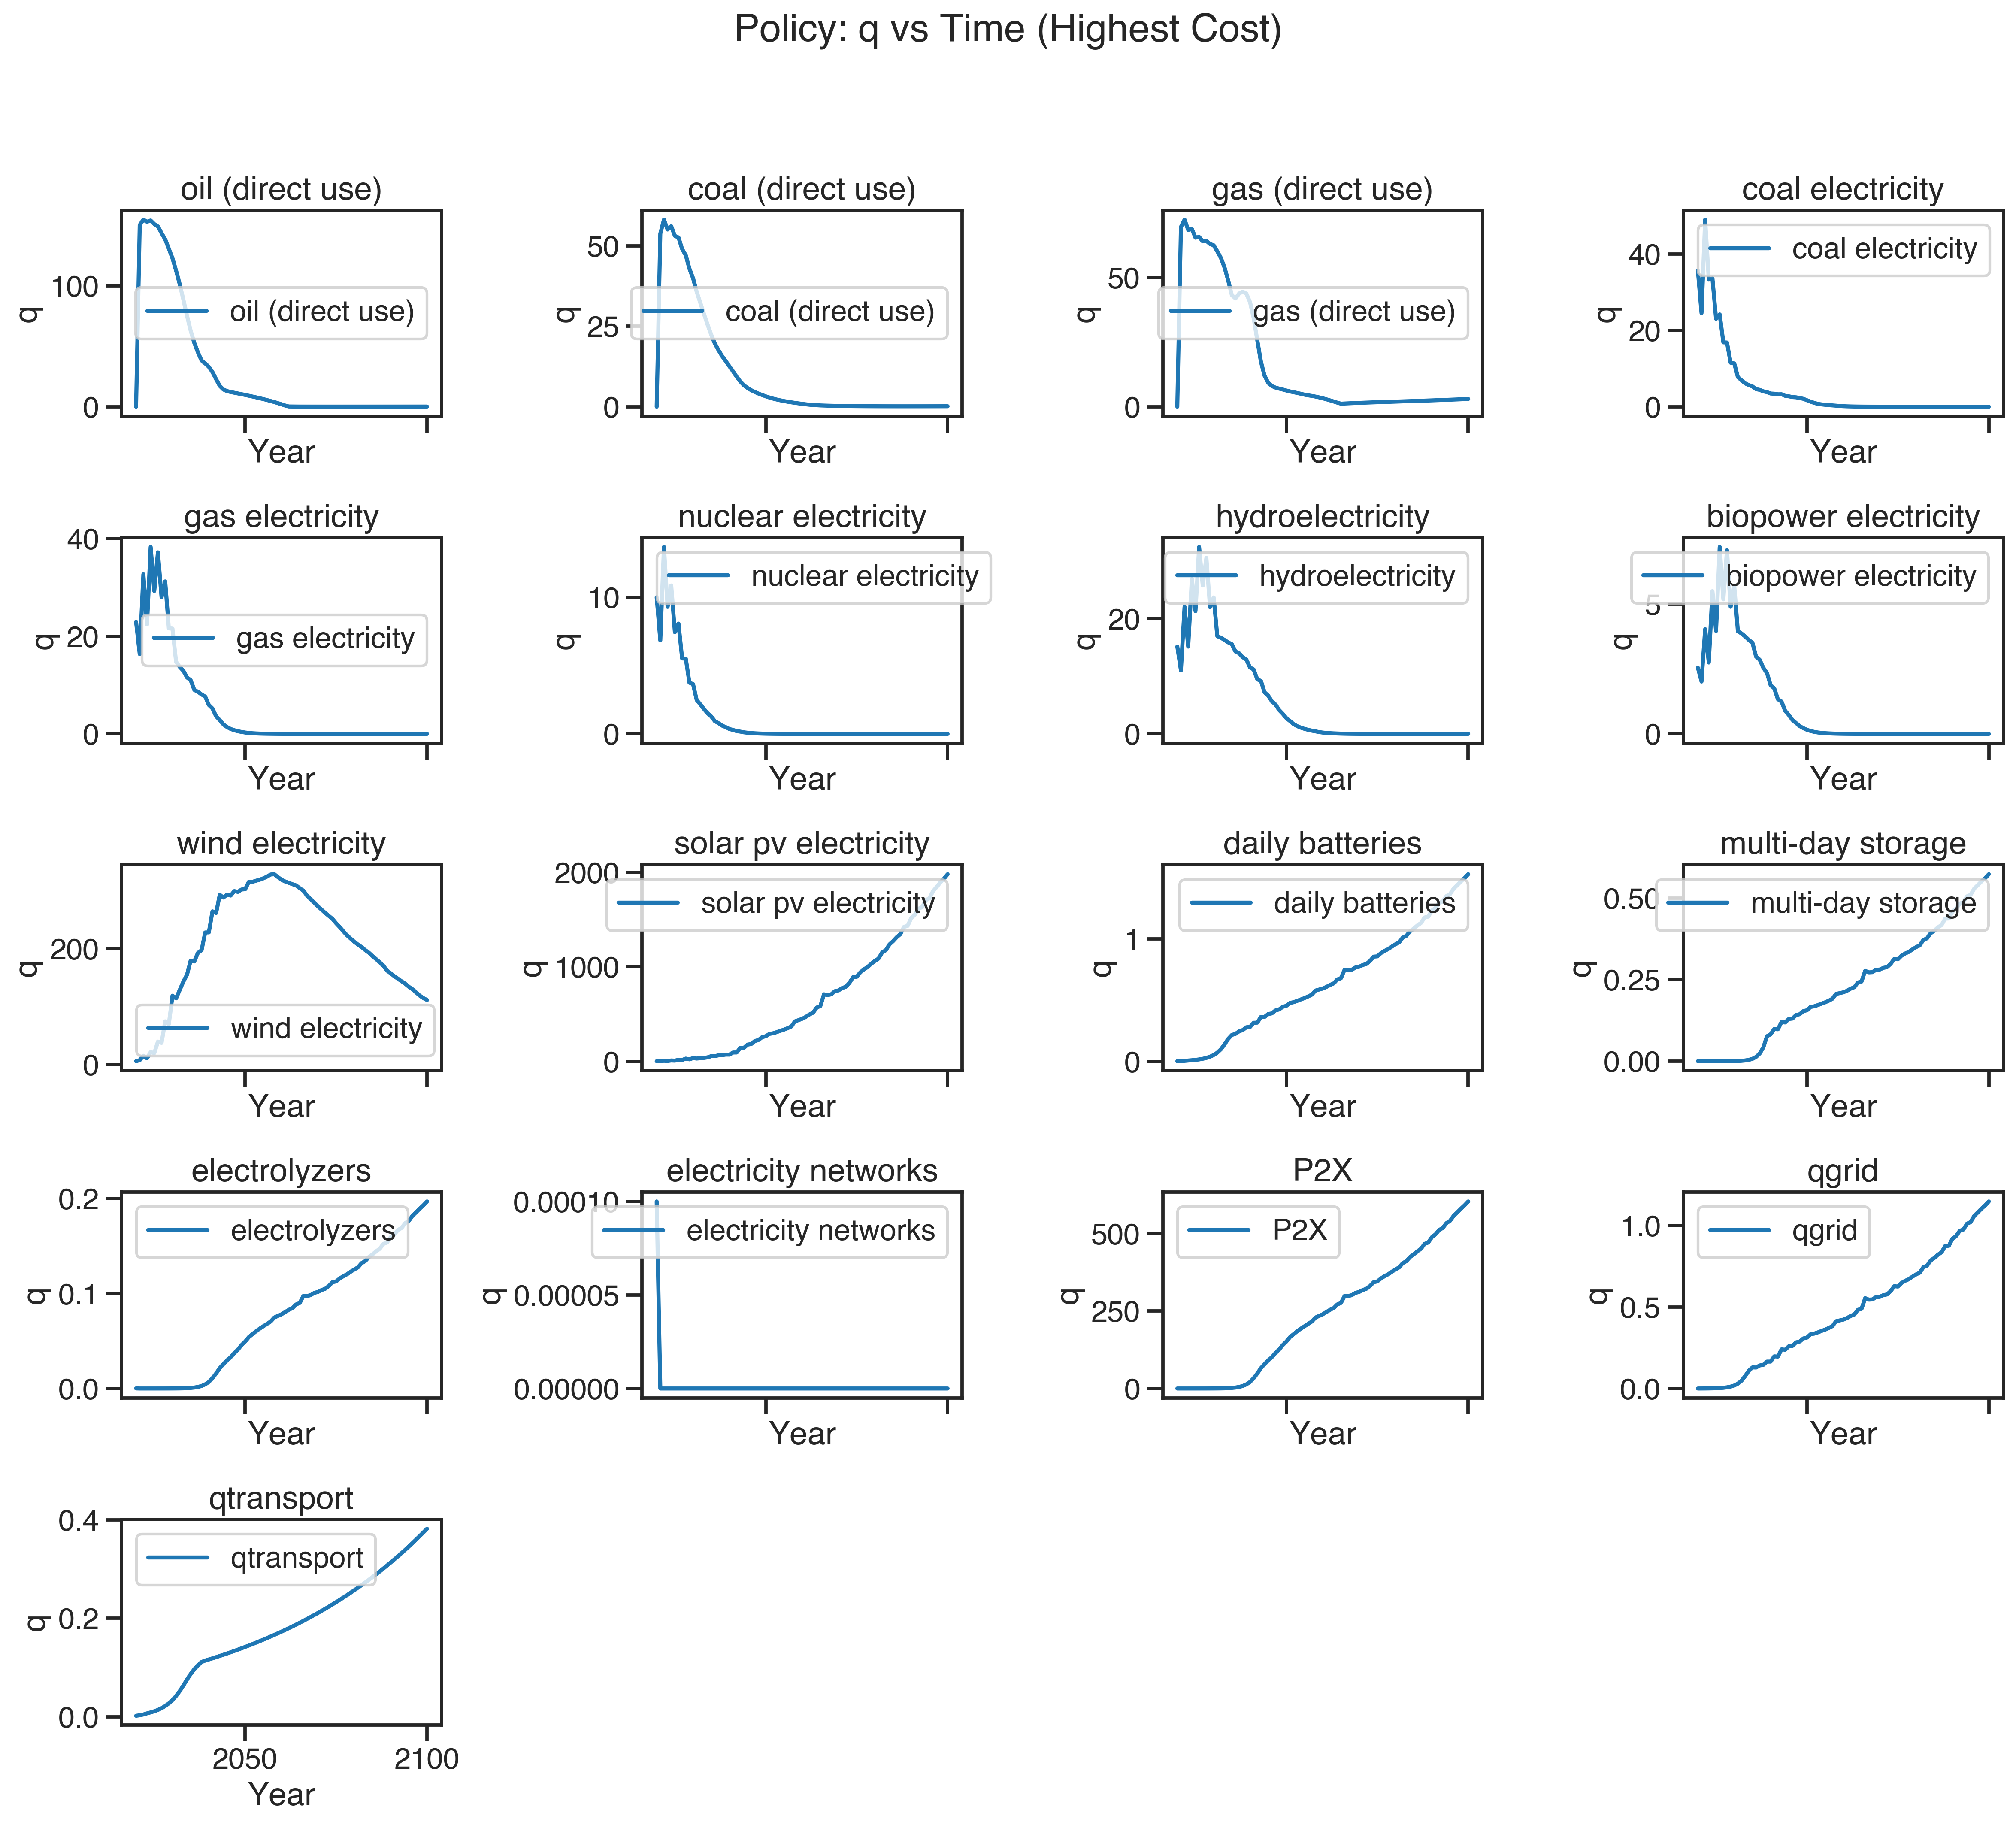 Policy: q vs Time (Highest Cost)
oil (direct use)
coal (direct use)
gas (direct use)
coal electricity
100
0
q
oil (direct use)
Year
50
25
0
q
coal (direct use)
Year
50
0
q
gas (direct use)
Year
40
20
0
q
coal electricity
Year
gas electricity
nuclear electricity
hydroelectricity
biopower electricity
40
20
0
q
gas electricity
Year
10
0
q
nuclear electricity
Year
20
0
q
hydroelectricity
Year
5
0
q
biopower electricity
Year
wind electricity
solar pv electricity
daily batteries
multi-day storage
200
0
q
wind electricity
Year
2000
1000
0
q
solar pv electricity
Year
1
0
q
daily batteries
Year
0.50
0.25
0.00
q
multi-day storage
Year
electrolyzers
electricity networks
P2X
qgrid
0.2
0.1
0.0
q
electrolyzers
Year
0.00010
0.00005
0.00000
q
electricity networks
Year
500
250
0
q
P2X
Year
1.0
0.5
0.0
q
qgrid
Year
qtransport
0.4
0.2
0.0
q
qtransport
2050
2100
Year